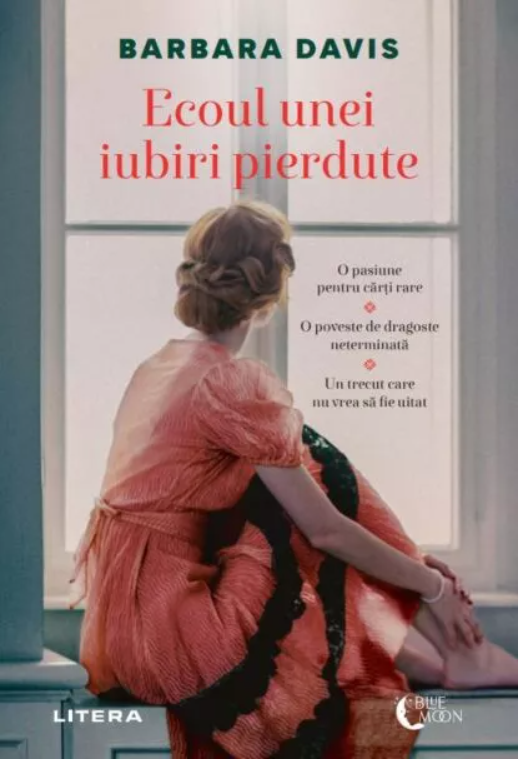 BARBARA DAVIS
Ecoul unei
iubiri pierdute
O pasiune
pentru cărți rare
O poveste de dragoste
neterminată
Un trecut care
nu vrea să fie uitat
LITERA
BLUE
MOON